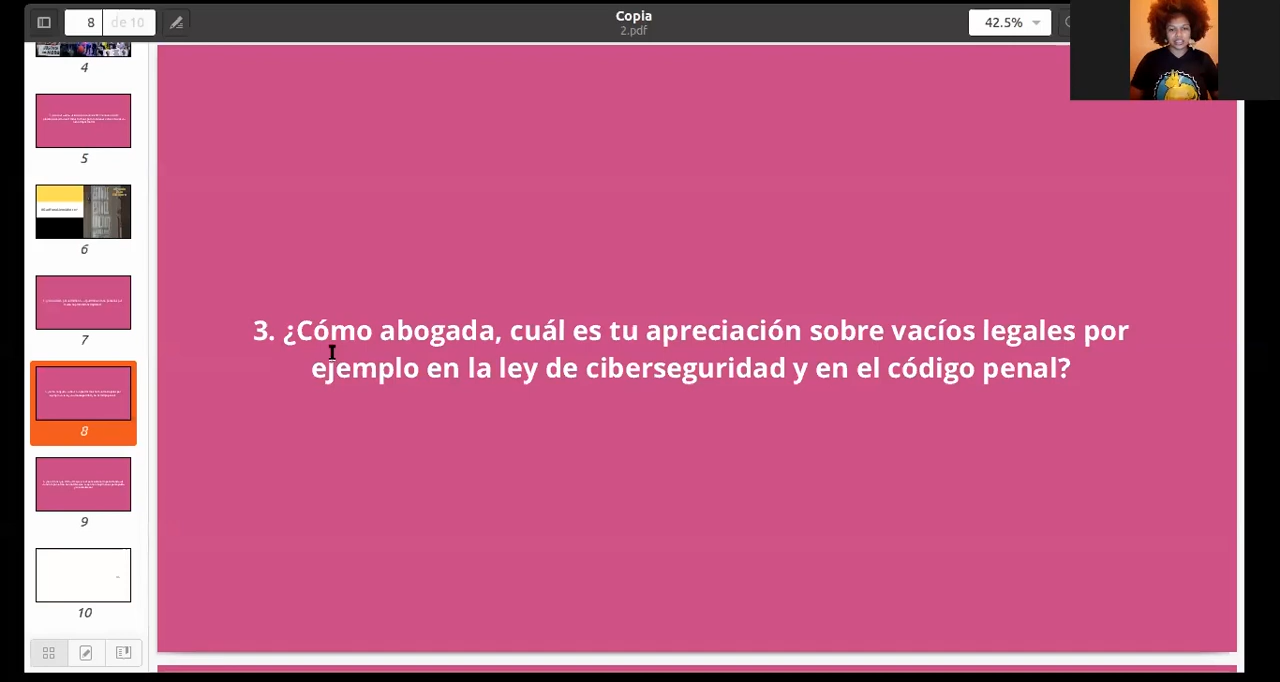 8 de 10
Copia
2.pdf
42.5%
4
5
6
7
8
9
10
3. ¿Cómo abogada, cuál es tu apreciación sobre vacíos legales por
ejemplo en la ley de ciberseguridad y en el código penal?